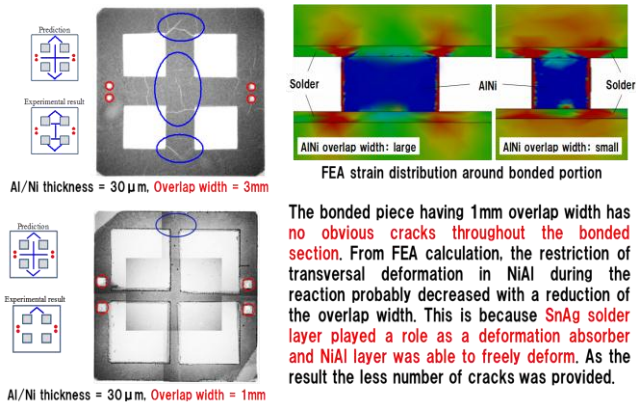 Prediction
Experimental result
Al/Ni thickness = 30μm, Overlap width = 3mm
Solder
AlNi
Solder
AlNi overlap width: large
AlNi overlap width: small
FEA strain distribution around bonded portion
Prediction
Experimental result
Al/Ni thickness = 30μm, Overlap width = 1mm
The bonded piece having 1mm overlap width has
no obvious cracks throughout the bonded
section. From FEA calculation, the restriction of
transversal deformation in NiAl during the
reaction probably decreased with a reduction of
the overlap width. This is because SnAg solder
layer played a role as a deformation absorber
and NiAl layer was able to freely deform. As the
result the less number of cracks was provided.